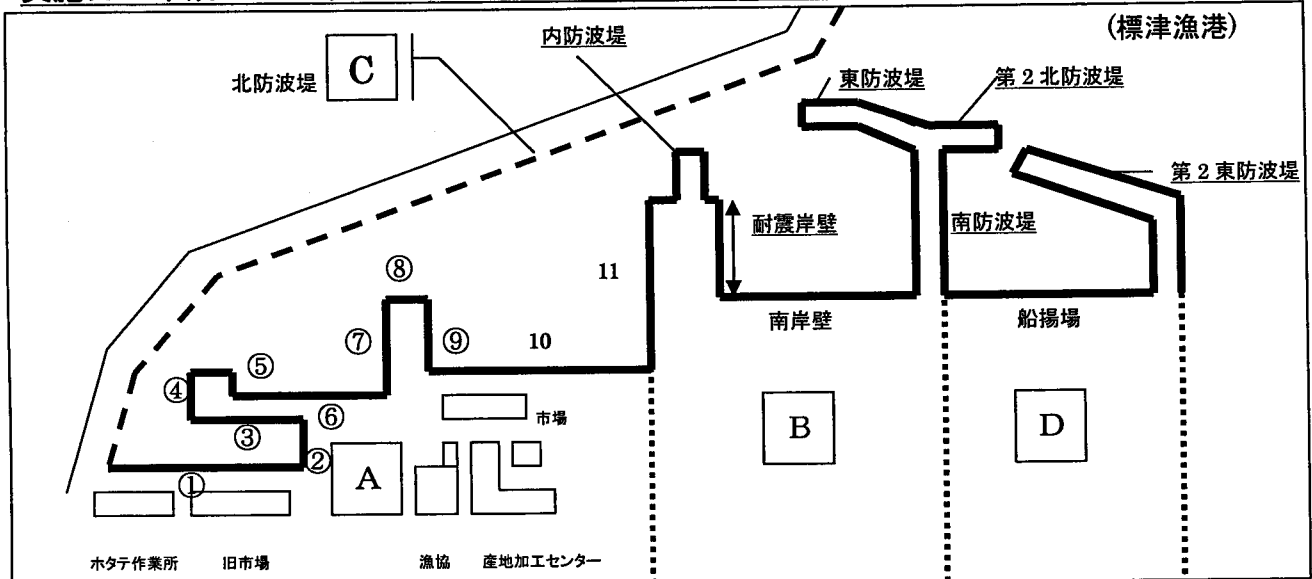 (標津漁港)
内防波堤
北防波堤
C
東防波堤
第2北防波堤
第2東防波堤
耐震岸壁
南防波堤
⑧
11
南岸壁
船揚場
⑦
⑨
10
⑤
④
⑥
市場
③
②
A
B
D
①
ホタテ作業所
旧市場
漁協
産地加工センター